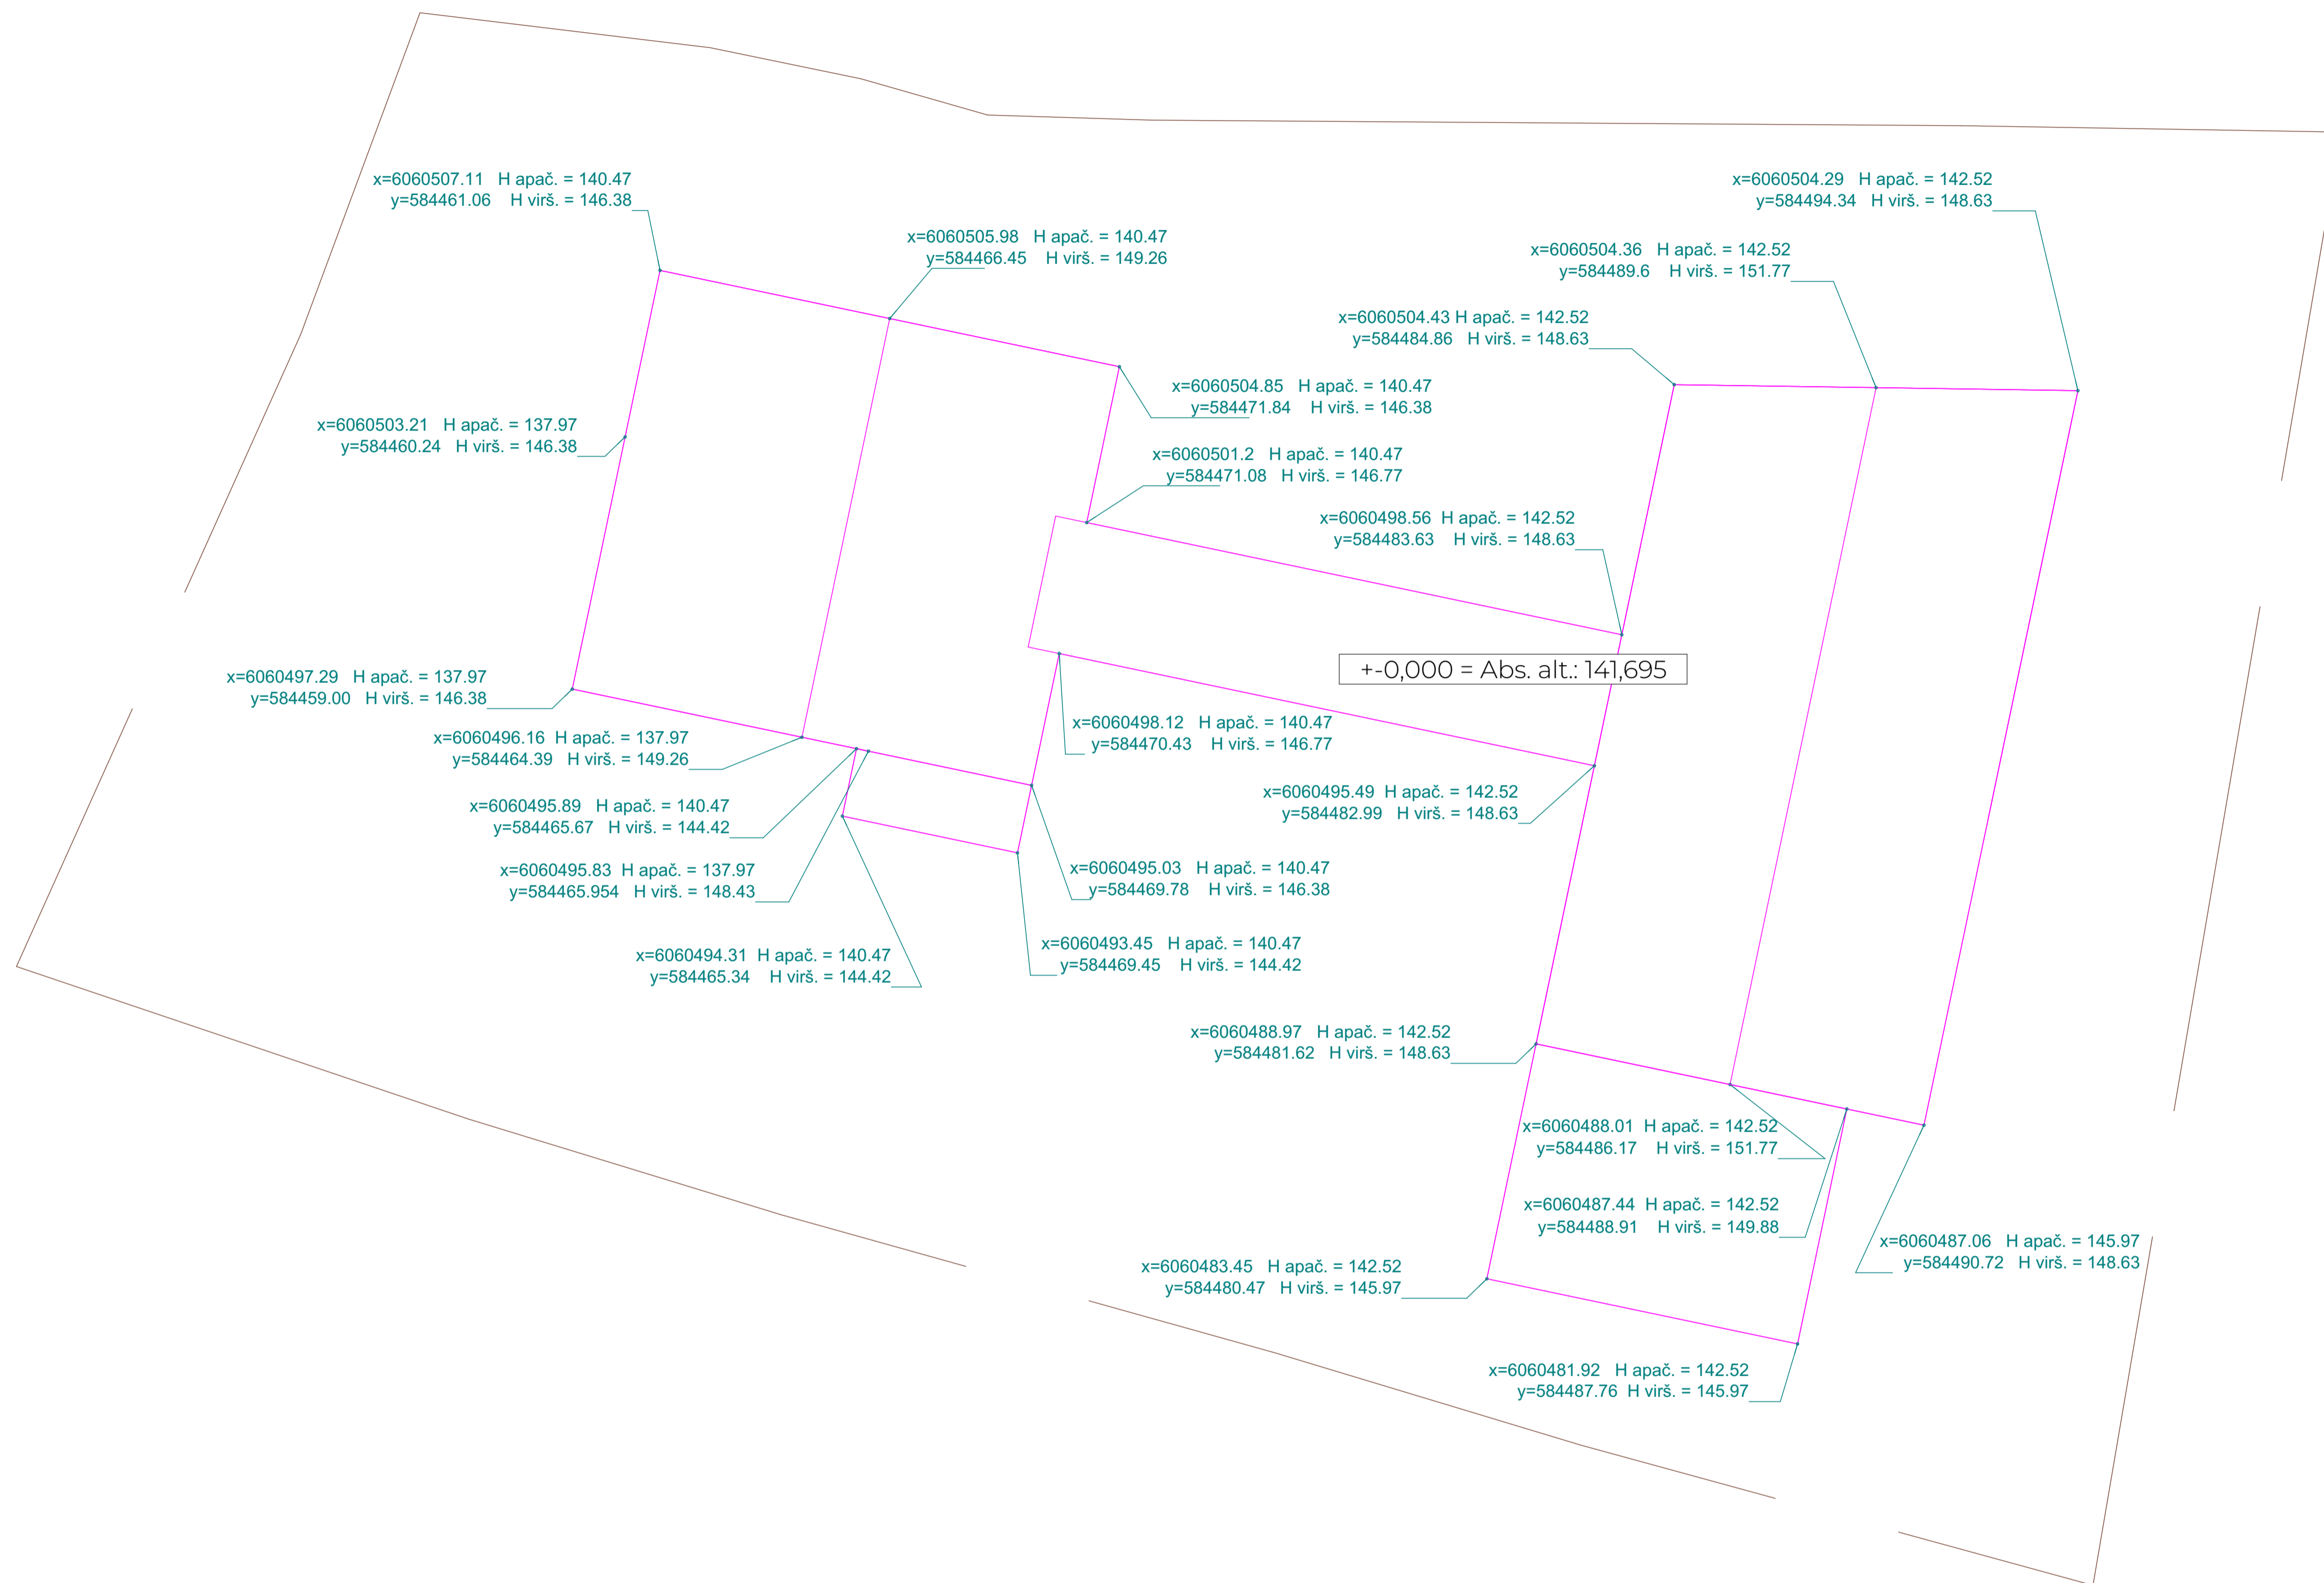 x=6060507.11 H apač. = 140.47
y=584461.06 H virš. = 146.38
x=6060504.29 H apač. = 142.52
y=584494.34 H virš. = 148.63
x=6060505.98 H apač. = 140.47
y=584466.45 H virš. = 149.26
x=6060504.36 H apač. = 142.52
y=584489.6 H virš. = 151.77
x=6060504.43 H apač. = 142.52
y=584484.86 H virš. = 148.63
x=6060504.85 H apač. = 140.47
y=584471.84 H virš. = 146.38
x=6060503.21 H apač. = 137.97
y=584460.24 H virš. = 146.38
x=6060501.2 H apač. = 140.47
y=584471.08 H virš. = 146.77
x=6060498.56 H apač. = 142.52
y=584483.63 H virš. = 148.63
+-0,000 = Abs. alt.: 141,695
x=6060497.29 H apač. = 137.97
y=584459.00 H virš. = 146.38
x=6060498.12 H apač. = 140.47
y=584470.43 H virš. = 146.77
x=6060496.16 H apač. = 137.97
y=584464.39 H virš. = 149.26
x=6060495.49 H apač. = 142.52
y=584482.99 H virš. = 148.63
x=6060495.89 H apač. = 140.47
y=584465.67 H virš. = 144.42
x=6060495.83 H apač. = 137.97
y=584465.954 H virš. = 148.43
x=6060495.03 H apač. = 140.47
y=584469.78 H virš. = 146.38
x=6060494.31 H apač. = 140.47
y=584465.34 H virš. = 144.42
x=6060493.45 H apač. = 140.47
y=584469.45 H virš. = 144.42
x=6060488.97 H apač. = 142.52
y=584481.62 H virš. = 148.63
x=6060488.01 H apač. = 142.52
y=584486.17 H virš. = 151.77
x=6060487.44 H apač. = 142.52
y=584488.91 H virš. = 149.88
x=6060487.06 H apač. = 145.97
y=584490.72 H virš. = 148.63
x=6060483.45 H apač. = 142.52
y=584480.47 H virš. = 145.97
x=6060481.92 H apač. = 142.52
y=584487.76 H virš. = 145.97